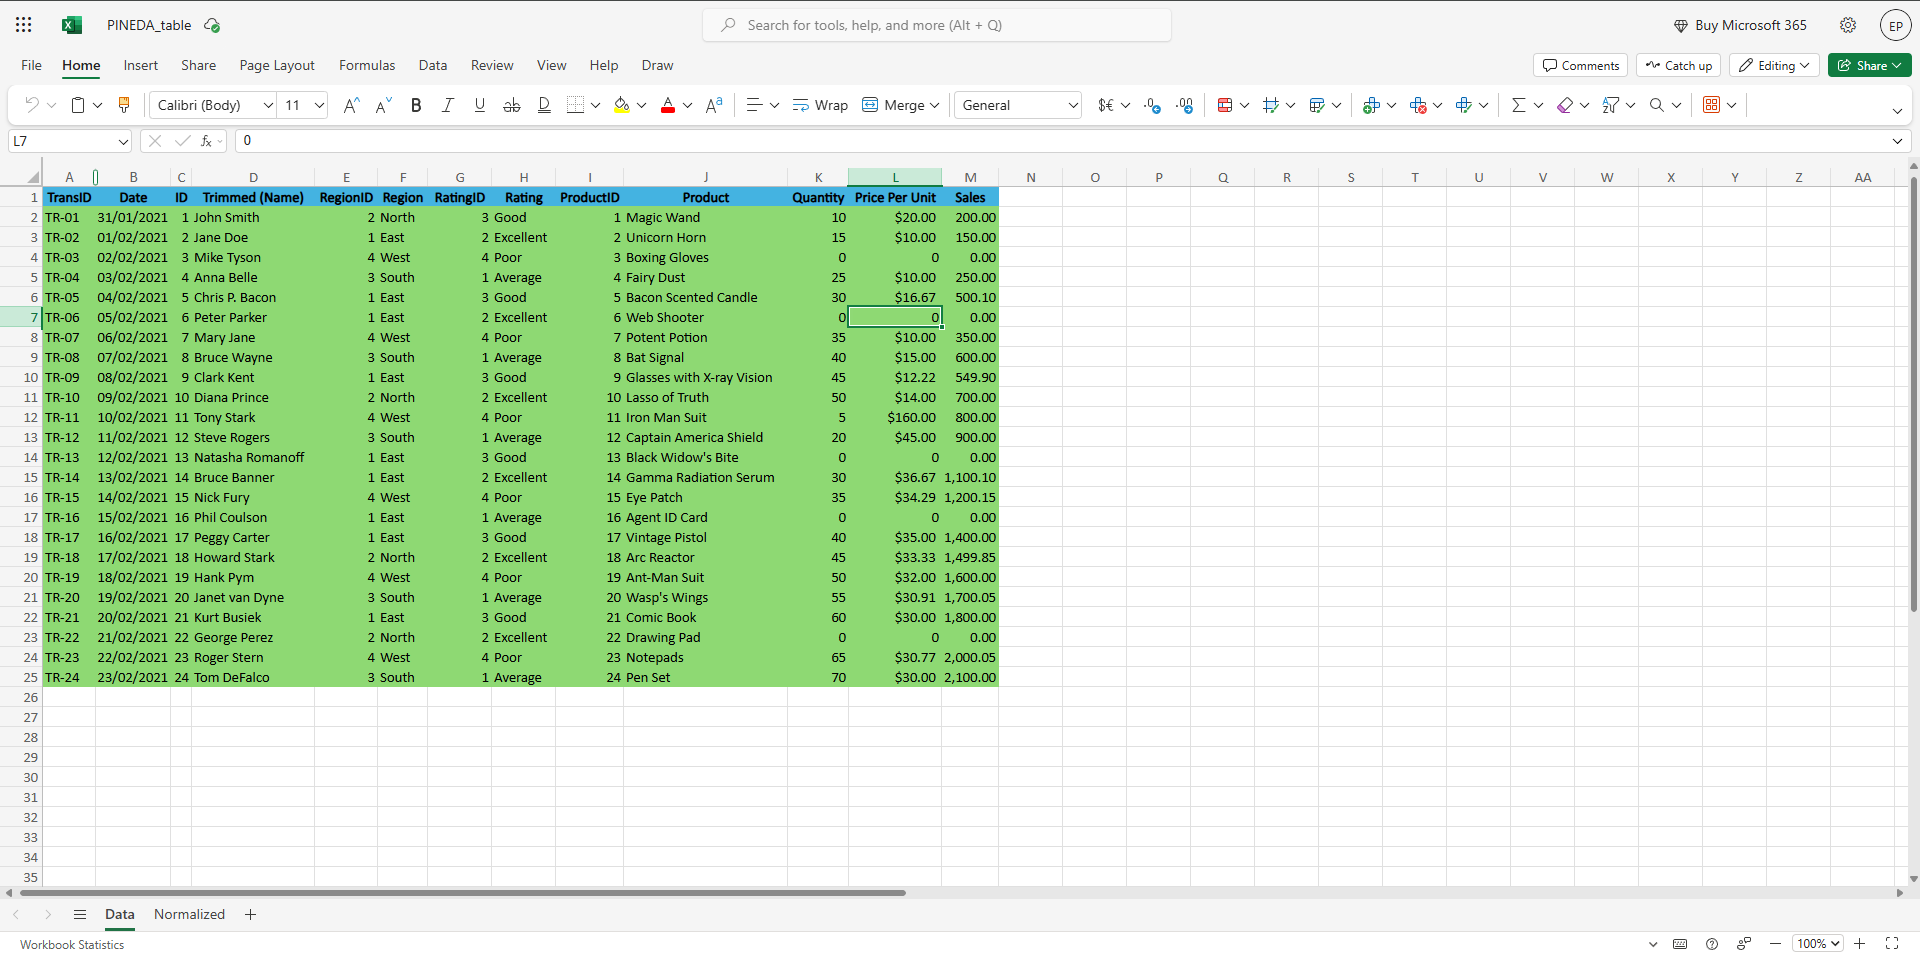 PINEDA_table
Search for tools, help, and more (Alt + Q)
Buy Microsoft 365
EP
File Home Insert Share Page Layout Formulas Data Review View Help Draw
Comments Catch up Editing Share
Calibri (Body) 11 A^ A˅ B I U ab D A Aa Wrap Merge General $€ .0 .00 Σ
L7 fx 0
A B C D E F G H I J K L M N O P Q R S T U V W X Y Z AA
1 TransID Date ID Trimmed (Name) RegionID Region RatingID Rating ProductID Product Quantity Price Per Unit Sales
2 TR-01 31/01/2021 1 John Smith 2 North 3 Good 1 Magic Wand 10 $20.00 200.00
3 TR-02 01/02/2021 2 Jane Doe 1 East 2 Excellent 2 Unicorn Horn 15 $10.00 150.00
4 TR-03 02/02/2021 3 Mike Tyson 4 West 4 Poor 3 Boxing Gloves 0 0 0.00
5 TR-04 03/02/2021 4 Anna Belle 3 South 1 Average 4 Fairy Dust 25 $10.00 250.00
6 TR-05 04/02/2021 5 Chris P. Bacon 1 East 3 Good 5 Bacon Scented Candle 30 $16.67 500.10
7 TR-06 05/02/2021 6 Peter Parker 1 East 2 Excellent 6 Web Shooter 0 0 0.00
8 TR-07 06/02/2021 7 Mary Jane 4 West 4 Poor 7 Potent Potion 35 $10.00 350.00
9 TR-08 07/02/2021 8 Bruce Wayne 3 South 1 Average 8 Bat Signal 40 $15.00 600.00
10 TR-09 08/02/2021 9 Clark Kent 1 East 3 Good 9 Glasses with X-ray Vision 45 $12.22 549.90
11 TR-10 09/02/2021 10 Diana Prince 2 North 2 Excellent 10 Lasso of Truth 50 $14.00 700.00
12 TR-11 10/02/2021 11 Tony Stark 4 West 4 Poor 11 Iron Man Suit 5 $160.00 800.00
13 TR-12 11/02/2021 12 Steve Rogers 3 South 1 Average 12 Captain America Shield 20 $45.00 900.00
14 TR-13 12/02/2021 13 Natasha Romanoff 1 East 3 Good 13 Black Widow's Bite 0 0 0.00
15 TR-14 13/02/2021 14 Bruce Banner 1 East 2 Excellent 14 Gamma Radiation Serum 30 $36.67 1,100.10
16 TR-15 14/02/2021 15 Nick Fury 4 West 4 Poor 15 Eye Patch 35 $34.29 1,200.15
17 TR-16 15/02/2021 16 Phil Coulson 1 East 1 Average 16 Agent ID Card 0 0 0.00
18 TR-17 16/02/2021 17 Peggy Carter 1 East 3 Good 17 Vintage Pistol 40 $35.00 1,400.00
19 TR-18 17/02/2021 18 Howard Stark 2 North 2 Excellent 18 Arc Reactor 45 $33.33 1,499.85
20 TR-19 18/02/2021 19 Hank Pym 4 West 4 Poor 19 Ant-Man Suit 50 $32.00 1,600.00
21 TR-20 19/02/2021 20 Janet van Dyne 3 South 1 Average 20 Wasp's Wings 55 $30.91 1,700.05
22 TR-21 20/02/2021 21 Kurt Busiek 1 East 3 Good 21 Comic Book 60 $30.00 1,800.00
23 TR-22 21/02/2021 22 George Perez 2 North 2 Excellent 22 Drawing Pad 0 0 0.00
24 TR-23 22/02/2021 23 Roger Stern 4 West 4 Poor 23 Notepads 65 $30.77 2,000.05
25 TR-24 23/02/2021 24 Tom DeFalco 3 South 1 Average 24 Pen Set 70 $30.00 2,100.00
26
27
28
29
30
31
32
33
34
35
Data Normalized
Workbook Statistics 100%